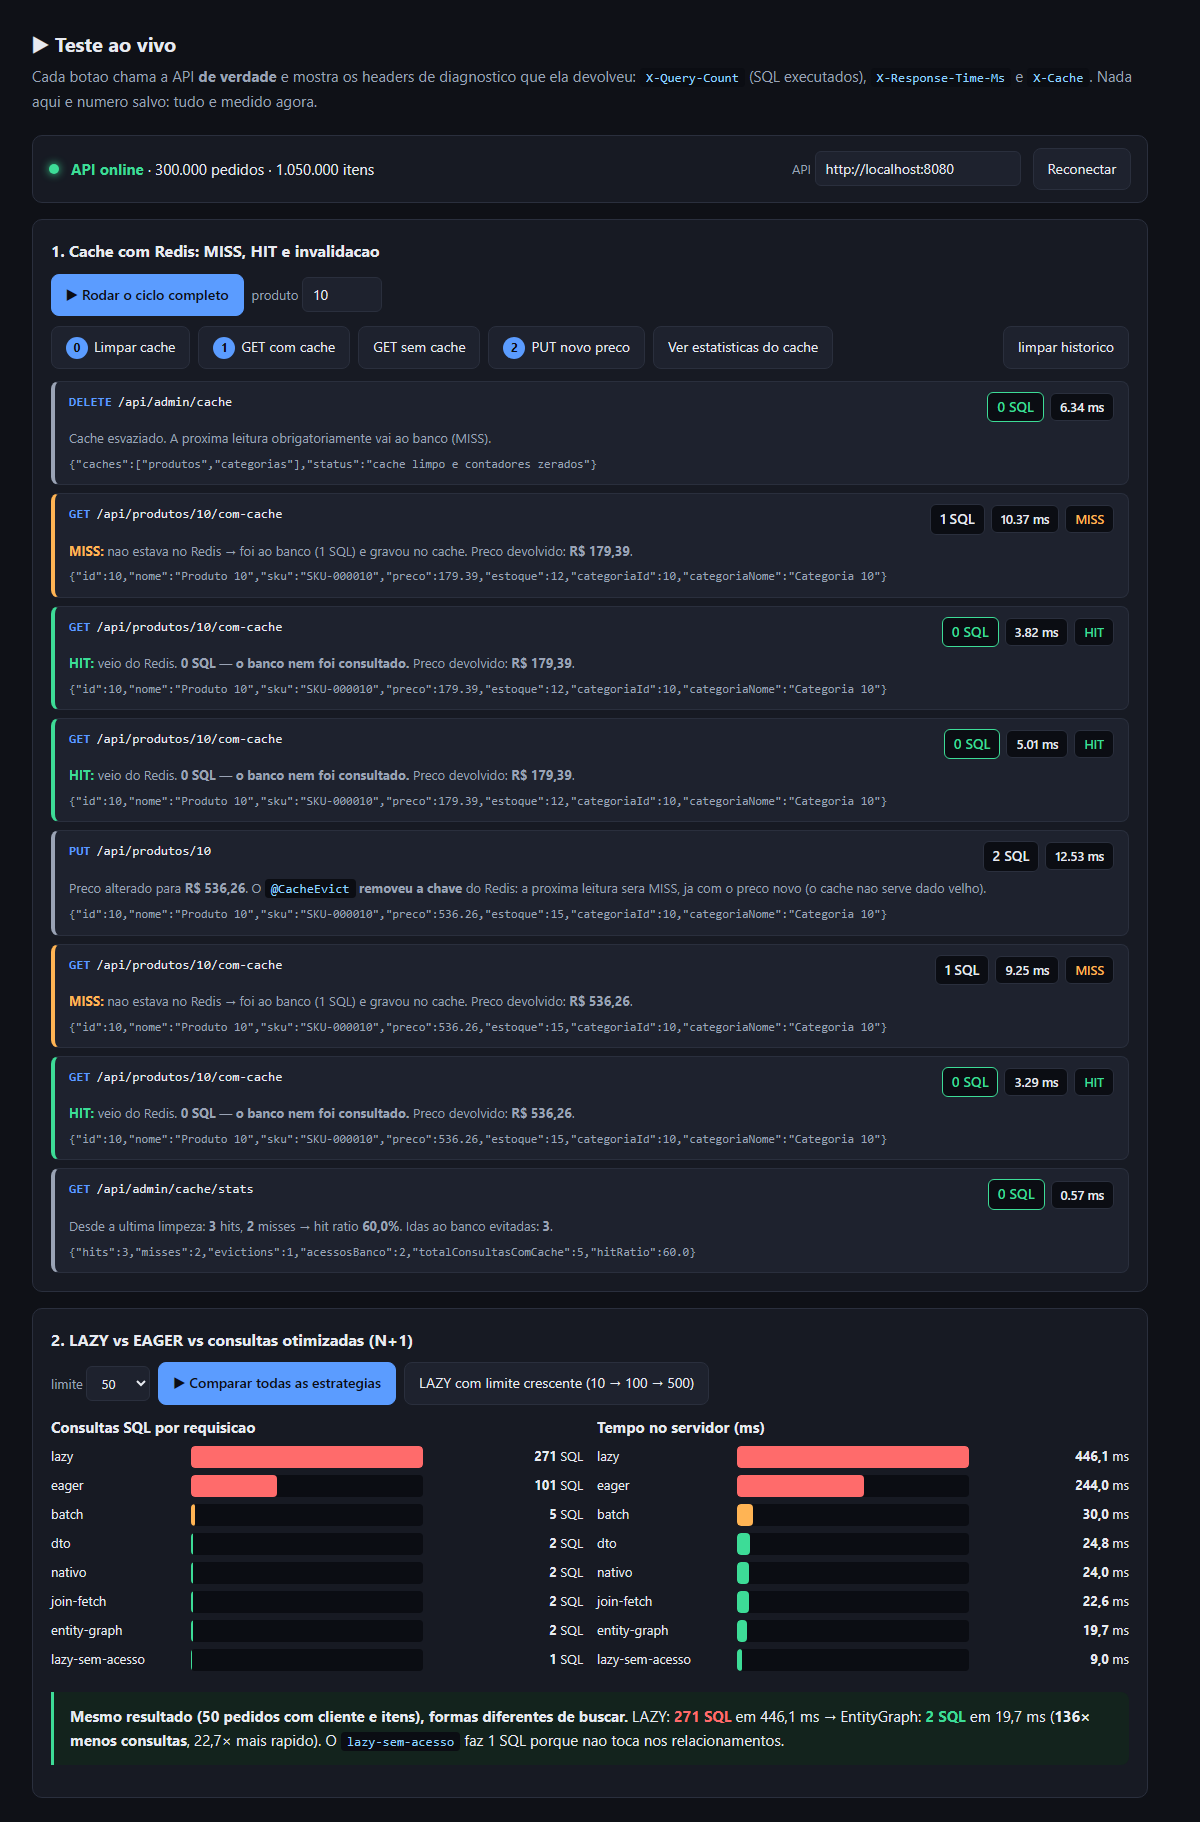 ▶ Teste ao vivo
Cada botao chama a API de verdade e mostra os headers de diagnostico que ela devolveu: X-Query-Count (SQL executados), X-Response-Time-Ms e X-Cache . Nada
aqui e numero salvo: tudo e medido agora.
API online · 300.000 pedidos · 1.050.000 itens
API http://localhost:8080 Reconectar
1. Cache com Redis: MISS, HIT e invalidacao
▶ Rodar o ciclo completo produto 10
0 Limpar cache 1 GET com cache GET sem cache 2 PUT novo preco Ver estatisticas do cache limpar historico
DELETE /api/admin/cache 0 SQL 6.34 ms
Cache esvaziado. A proxima leitura obrigatoriamente vai ao banco (MISS).
{"caches":["produtos","categorias"],"status":"cache limpo e contadores zerados"}
GET /api/produtos/10/com-cache 1 SQL 10.37 ms MISS
MISS: nao estava no Redis → foi ao banco (1 SQL) e gravou no cache. Preco devolvido: R$ 179,39.
{"id":10,"nome":"Produto 10","sku":"SKU-000010","preco":179.39,"estoque":12,"categoriaId":10,"categoriaNome":"Categoria 10"}
GET /api/produtos/10/com-cache 0 SQL 3.82 ms HIT
HIT: veio do Redis. 0 SQL — o banco nem foi consultado. Preco devolvido: R$ 179,39.
{"id":10,"nome":"Produto 10","sku":"SKU-000010","preco":179.39,"estoque":12,"categoriaId":10,"categoriaNome":"Categoria 10"}
GET /api/produtos/10/com-cache 0 SQL 5.01 ms HIT
HIT: veio do Redis. 0 SQL — o banco nem foi consultado. Preco devolvido: R$ 179,39.
{"id":10,"nome":"Produto 10","sku":"SKU-000010","preco":179.39,"estoque":12,"categoriaId":10,"categoriaNome":"Categoria 10"}
PUT /api/produtos/10 2 SQL 12.53 ms
Preco alterado para R$ 536,26. O @CacheEvict removeu a chave do Redis: a proxima leitura sera MISS, ja com o preco novo (o cache nao serve dado velho).
{"id":10,"nome":"Produto 10","sku":"SKU-000010","preco":536.26,"estoque":15,"categoriaId":10,"categoriaNome":"Categoria 10"}
GET /api/produtos/10/com-cache 1 SQL 9.25 ms MISS
MISS: nao estava no Redis → foi ao banco (1 SQL) e gravou no cache. Preco devolvido: R$ 536,26.
{"id":10,"nome":"Produto 10","sku":"SKU-000010","preco":536.26,"estoque":15,"categoriaId":10,"categoriaNome":"Categoria 10"}
GET /api/produtos/10/com-cache 0 SQL 3.29 ms HIT
HIT: veio do Redis. 0 SQL — o banco nem foi consultado. Preco devolvido: R$ 536,26.
{"id":10,"nome":"Produto 10","sku":"SKU-000010","preco":536.26,"estoque":15,"categoriaId":10,"categoriaNome":"Categoria 10"}
GET /api/admin/cache/stats 0 SQL 0.57 ms
Desde a ultima limpeza: 3 hits, 2 misses → hit ratio 60,0%. Idas ao banco evitadas: 3.
{"hits":3,"misses":2,"evictions":1,"acessosBanco":2,"totalConsultasComCache":5,"hitRatio":60.0}
2. LAZY vs EAGER vs consultas otimizadas (N+1)
limite 50 ▶ Comparar todas as estrategias LAZY com limite crescente (10 → 100 → 500)
Consultas SQL por requisicao
lazy 271 SQL
eager 101 SQL
batch 5 SQL
dto 2 SQL
nativo 2 SQL
join-fetch 2 SQL
entity-graph 2 SQL
lazy-sem-acesso 1 SQL
Tempo no servidor (ms)
lazy 446,1 ms
eager 244,0 ms
batch 30,0 ms
dto 24,8 ms
nativo 24,0 ms
join-fetch 22,6 ms
entity-graph 19,7 ms
lazy-sem-acesso 9,0 ms
Mesmo resultado (50 pedidos com cliente e itens), formas diferentes de buscar. LAZY: 271 SQL em 446,1 ms → EntityGraph: 2 SQL em 19,7 ms (136×
menos consultas, 22,7× mais rapido). O lazy-sem-acesso faz 1 SQL porque nao toca nos relacionamentos.